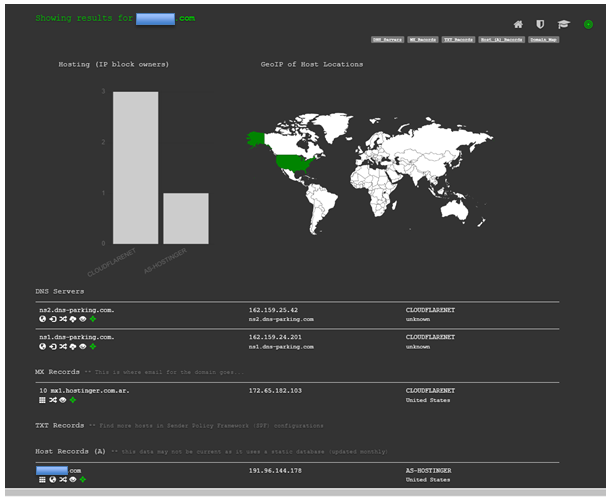 Showing results for .com
DNS Servers MX Records TXT Records Host (A) Records Domain Map
Hosting (IP block owners)
GeoIP of Host Locations
3
2
1
0
CLOUDFLARENET
AS-HOSTINGER
DNS Servers
ns2.dns-parking.com. 162.159.25.42 CLOUDFLARENET
ns2.dns-parking.com unknown
ns1.dns-parking.com. 162.159.24.201 CLOUDFLARENET
ns1.dns-parking.com unknown
MX Records ** This is where email for the domain goes...
10 mx1.hostinger.com.ar. 172.65.182.103 CLOUDFLARENET
United States
TXT Records ** Find more hosts in Sender Policy Framework (SPF) configurations
Host Records (A) ** this data may not be current as it uses a static database (updated monthly)
.com 191.96.144.178 AS-HOSTINGER
United States